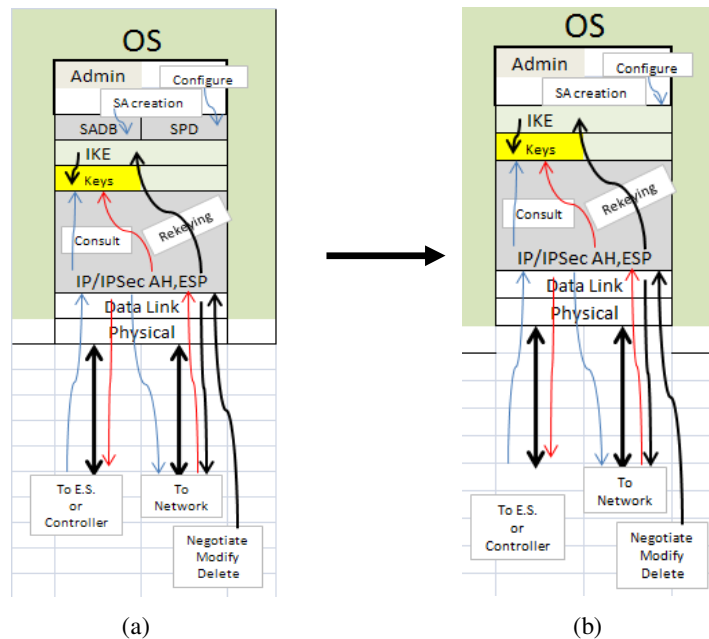 OS
Admin
Configure
SA creation
SADB
SPD
IKE
Keys
Consult
Rekeying
IP/IPSec AH,ESP
Data Link
Physical
To E.S.
or
Controller
To
Network
Negotiate
Modify
Delete
(a)
OS
Admin
Configure
SA creation
IKE
Keys
Consult
Rekeying
IP/IPSec AH,ESP
Data Link
Physical
To E.S.
or
Controller
To
Network
Negotiate
Modify
Delete
(b)